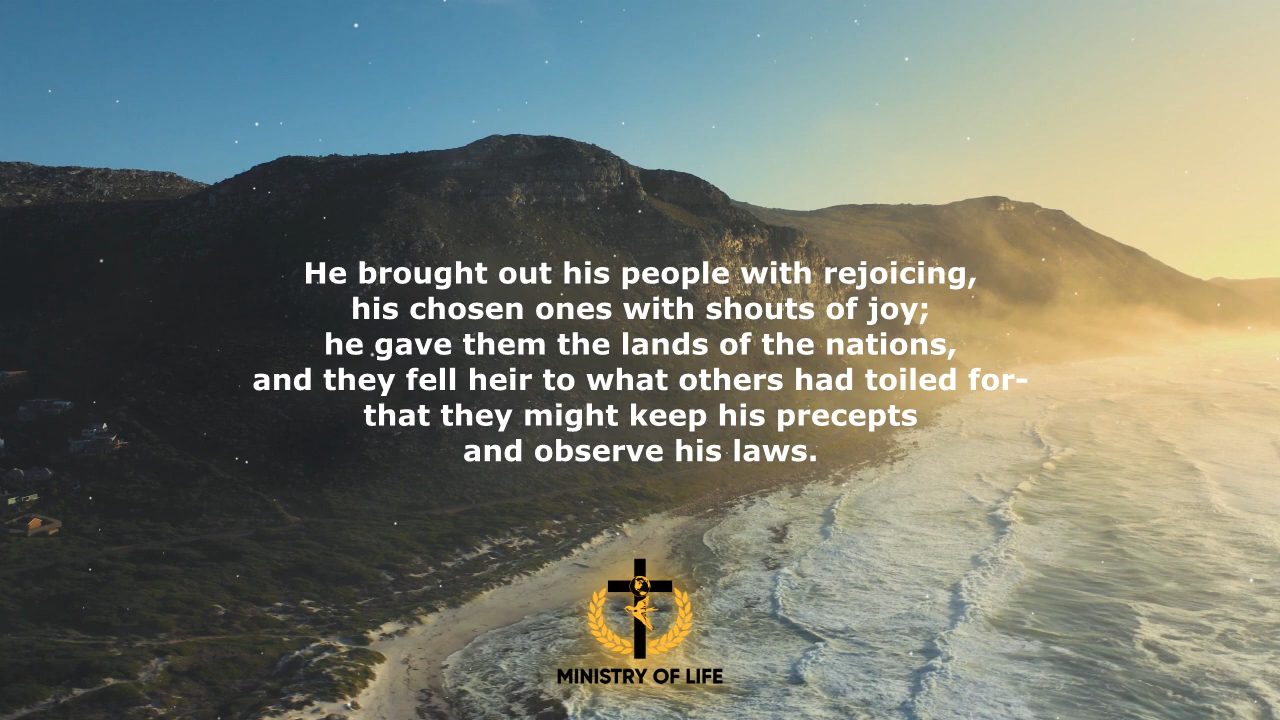 He brought out his people with rejoicing,
his chosen ones with shouts of joy;
he gave them the lands of the nations,
and they fell heir to what others had toiled for-
that they might keep his precepts
and observe his laws.
MINISTRY OF LIFE